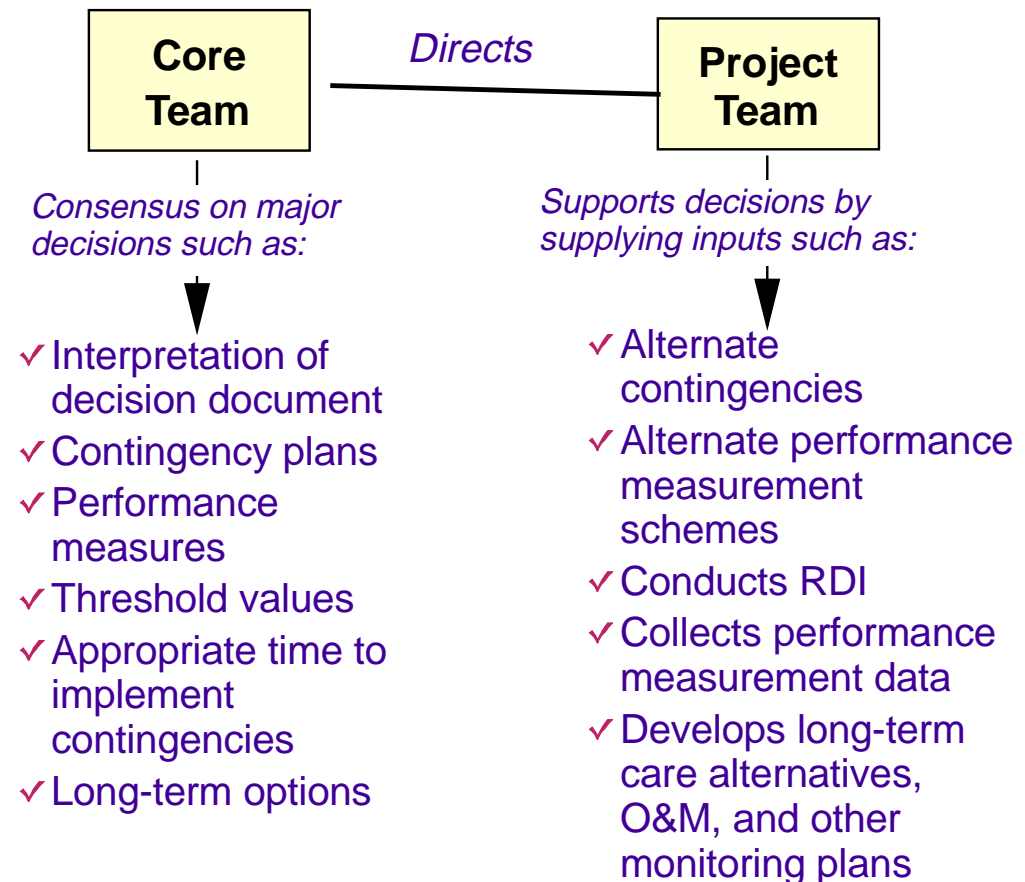 Core
Team
Directs
Project
Team
Consensus on major
decisions such as:
✓ Interpretation of
decision document
✓ Contingency plans
✓ Performance
measures
✓ Threshold values
✓ Appropriate time to
implement
contingencies
✓ Long-term options
Supports decisions by
supplying inputs such as:
✓ Alternate
contingencies
✓ Alternate performance
measurement
schemes
✓ Conducts RDI
✓ Collects performance
measurement data
✓ Develops long-term
care alternatives,
O&M, and other
monitoring plans